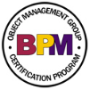 OBJECT MANAGEMENT GROUP
BPM
CERTIFICATION PROGRAM